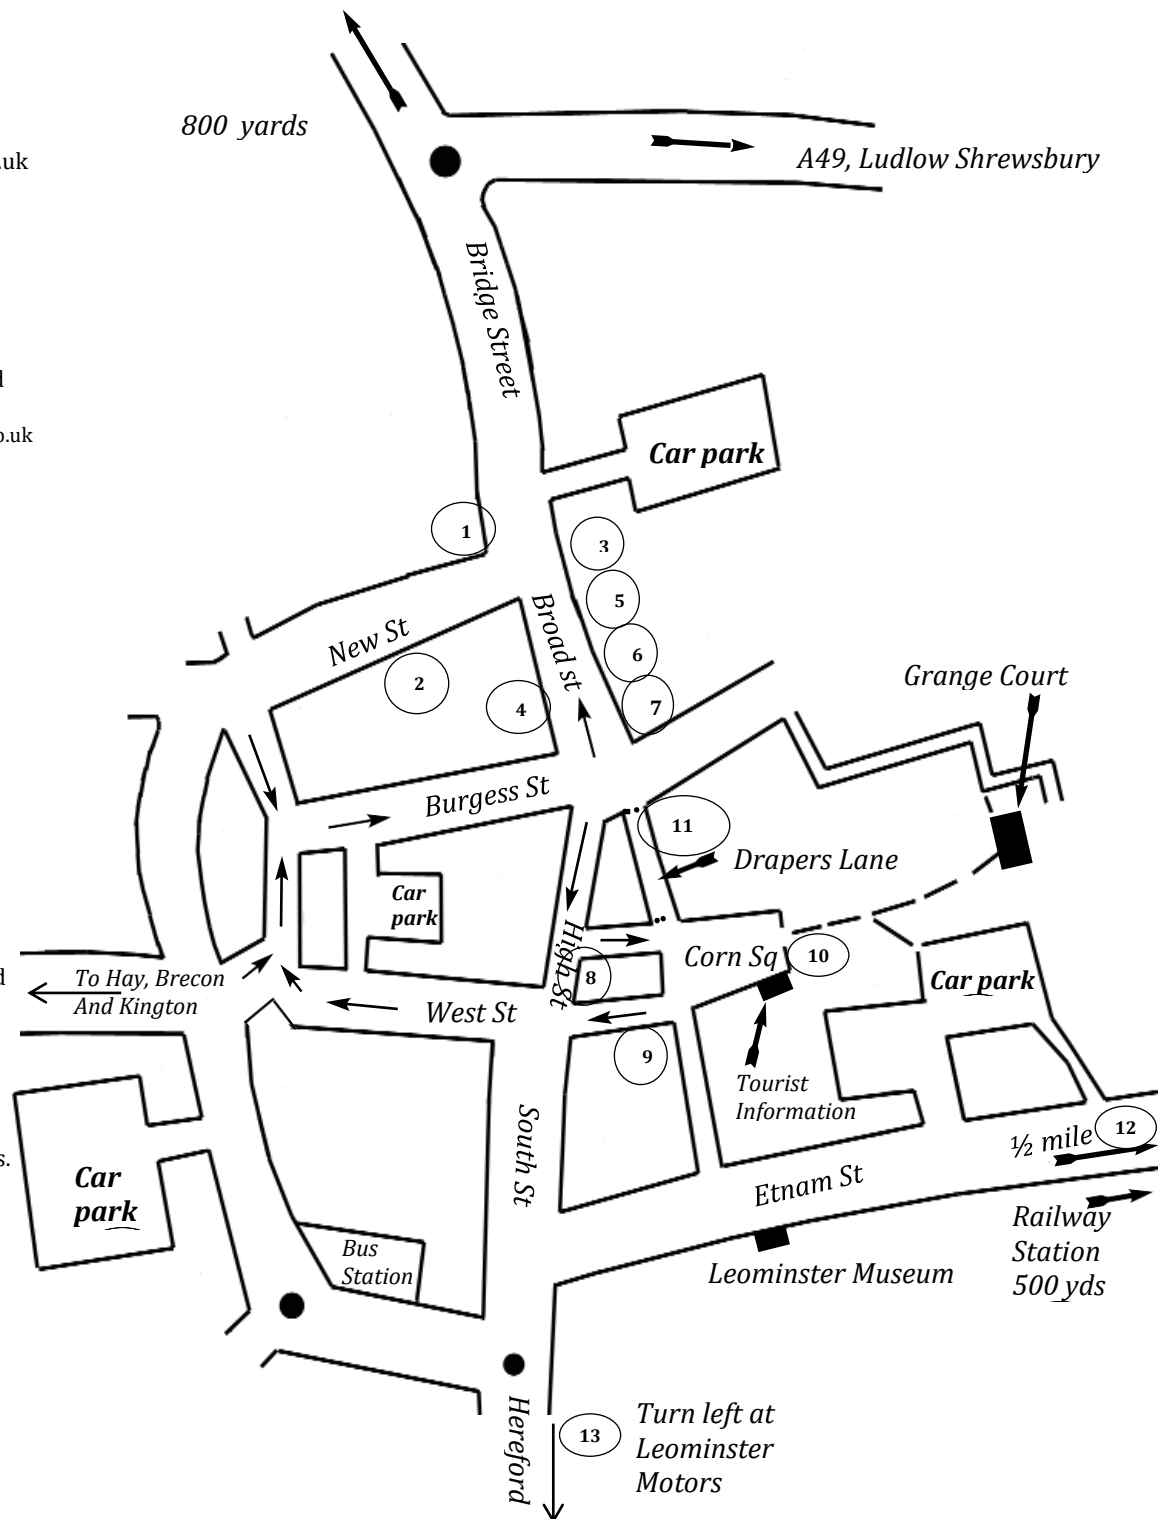 800 yards
.uk
A49, Ludlow Shrewsbury
Bridge Street
d
o.uk
Car park
1
3
5
New St
Broad st
6
2
4
7
Grange Court
Burgess St
11
Drapers Lane
Car
park
High St
Corn Sq
10
8
d
To Hay, Brecon
And Kington
Car park
West St
9
Tourist
Information
South St
½ mile
12
s.
Car
park
Etnam St
Railway
Station
500 yds
Bus
Station
Leominster Museum
Hereford
13
Turn left at
Leominster
Motors